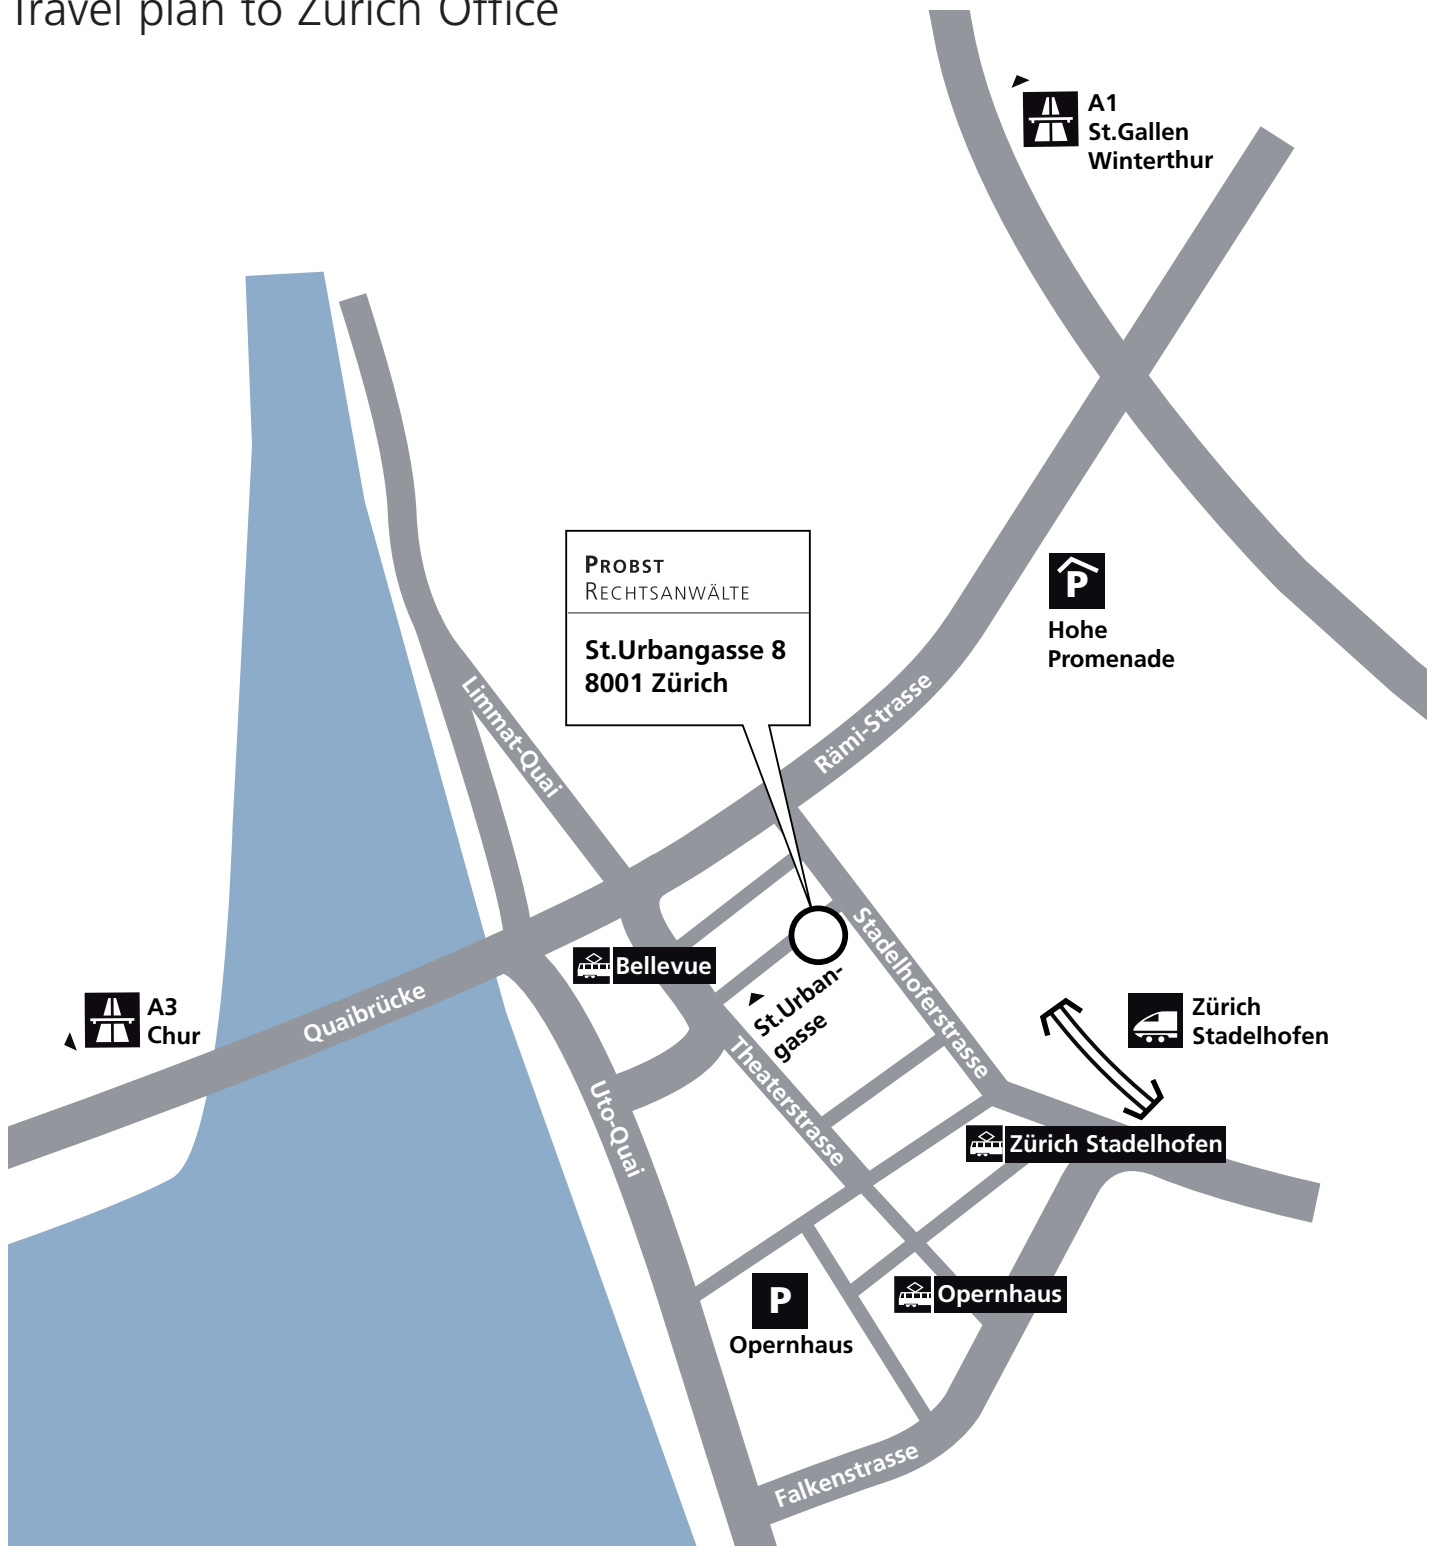 Travel plan to Zürich Office
A1
St.Gallen
Winterthur
PROBST
RECHTSANWÄLTE
St.Urbangasse 8
8001 Zürich
P
Hohe
Promenade
Limmat-Quai
Rämi-Strasse
Bellevue
Stadelhoferstrasse
St.Urban-
gasse
A3
Chur
Quaibrücke
Zürich
Stadelhofen
Theaterstrasse
Uto-Quai
Zürich Stadelhofen
P
Opernhaus
Opernhaus
Falkenstrasse